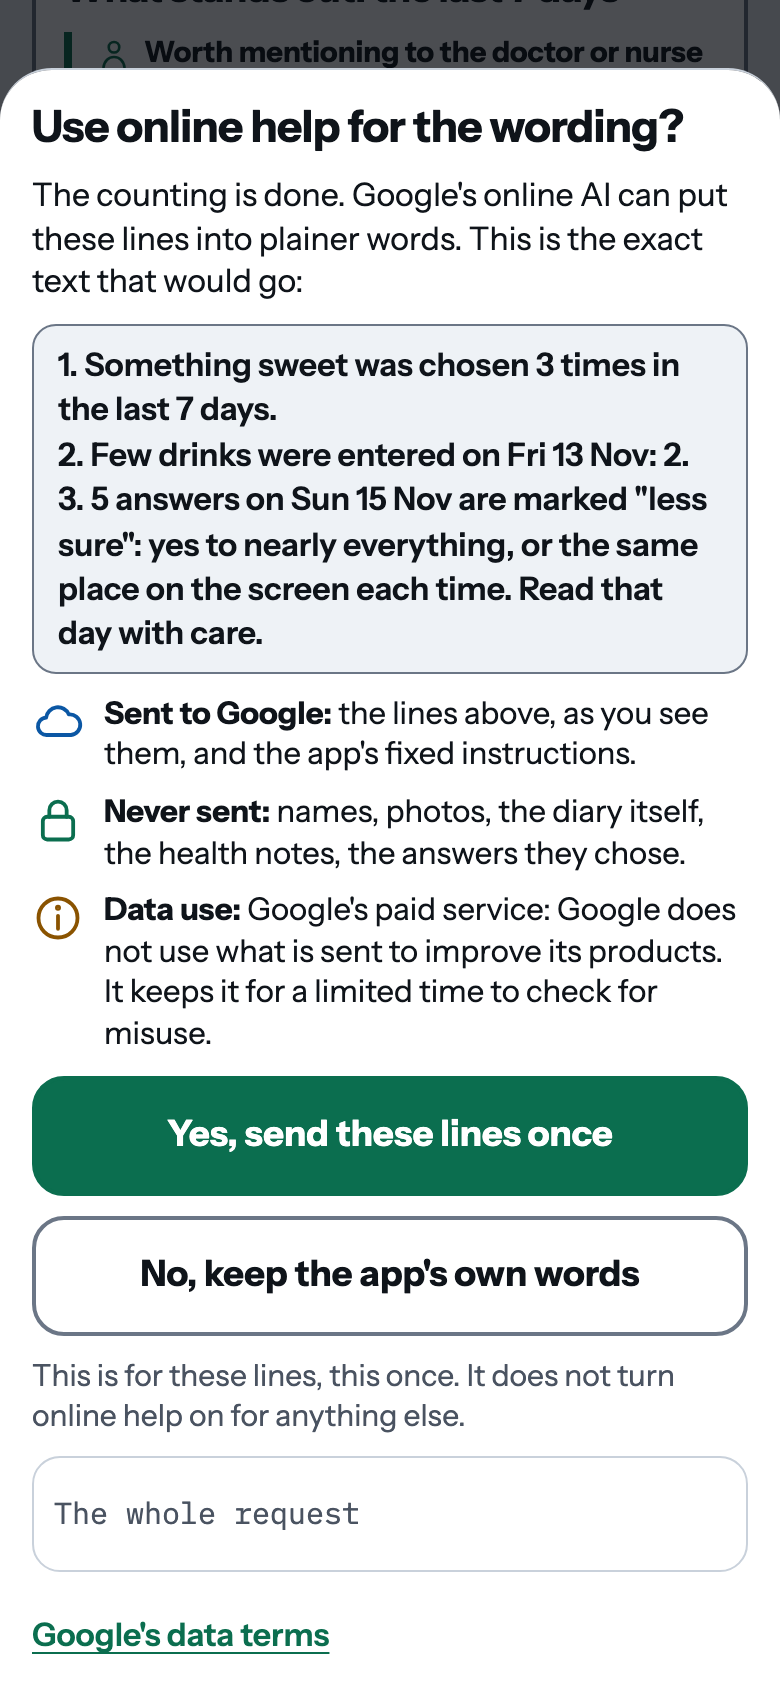 Worth mentioning to the doctor or nurse
Use online help for the wording?
The counting is done. Google's online AI can put
these lines into plainer words. This is the exact
text that would go:
1. Something sweet was chosen 3 times in
the last 7 days.
2. Few drinks were entered on Fri 13 Nov: 2.
3. 5 answers on Sun 15 Nov are marked "less
sure": yes to nearly everything, or the same
place on the screen each time. Read that
day with care.
Sent to Google: the lines above, as you see
them, and the app's fixed instructions.
Never sent: names, photos, the diary itself,
the health notes, the answers they chose.
Data use: Google's paid service: Google does
not use what is sent to improve its products.
It keeps it for a limited time to check for
misuse.
Yes, send these lines once
No, keep the app's own words
This is for these lines, this once. It does not turn
online help on for anything else.
The whole request
Google's data terms